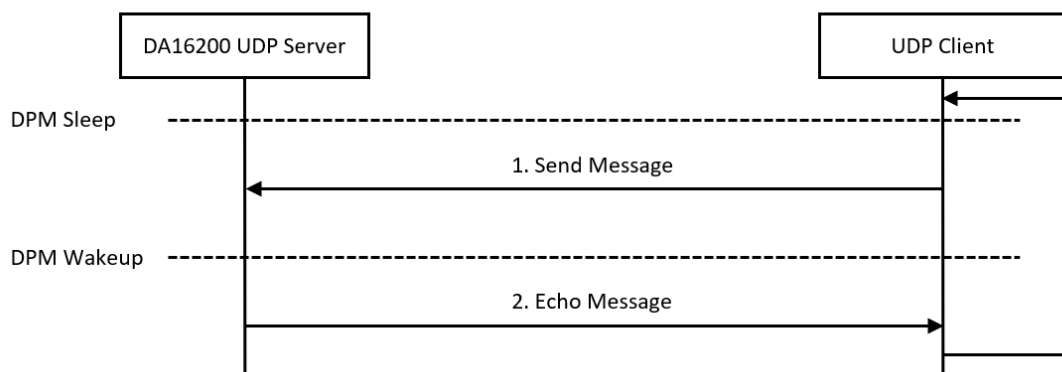 DA16200 UDP Server
UDP Client
DPM Sleep
1. Send Message
DPM Wakeup
2. Echo Message